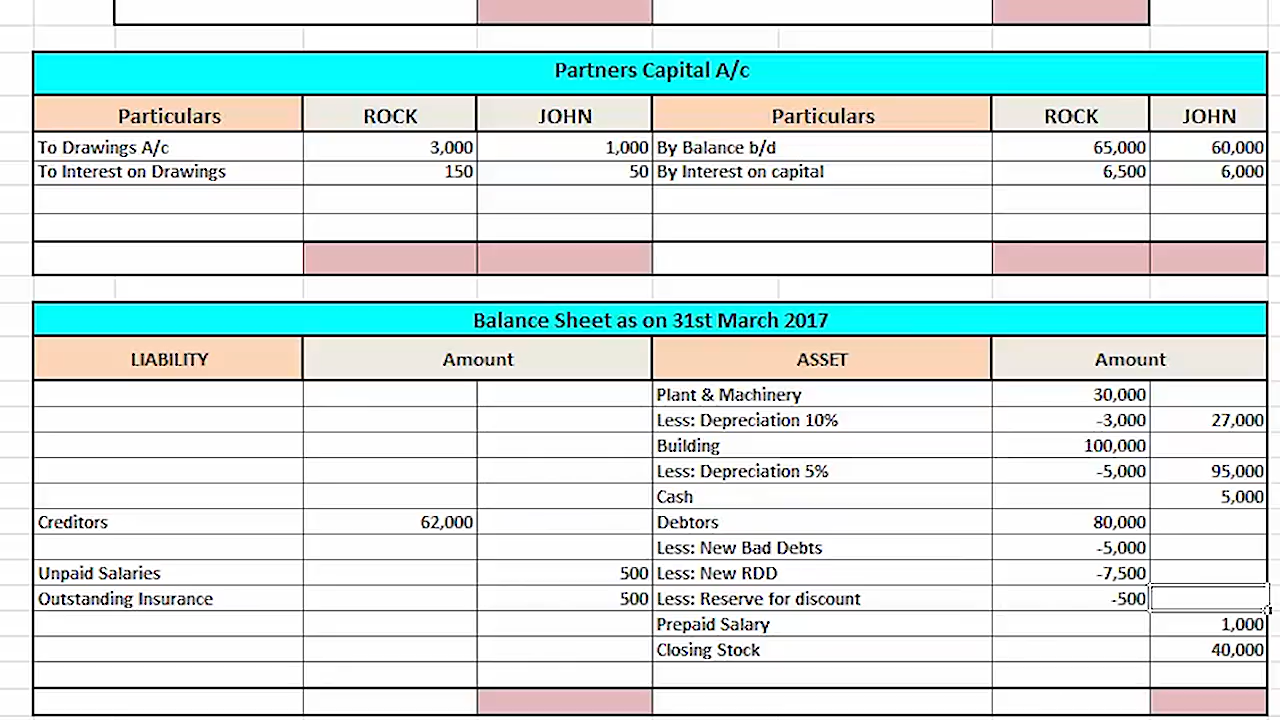 Partners Capital A/c
Particulars ROCK JOHN Particulars ROCK JOHN
To Drawings A/c 3,000 1,000 By Balance b/d 65,000 60,000
To Interest on Drawings 150 50 By Interest on capital 6,500 6,000
Balance Sheet as on 31st March 2017
LIABILITY Amount ASSET Amount
Plant & Machinery 30,000
Less: Depreciation 10% -3,000 27,000
Building 100,000
Less: Depreciation 5% -5,000 95,000
Cash 5,000
Creditors 62,000 Debtors 80,000
Less: New Bad Debts -5,000
Unpaid Salaries 500 Less: New RDD -7,500
Outstanding Insurance 500 Less: Reserve for discount -500
Prepaid Salary 1,000
Closing Stock 40,000